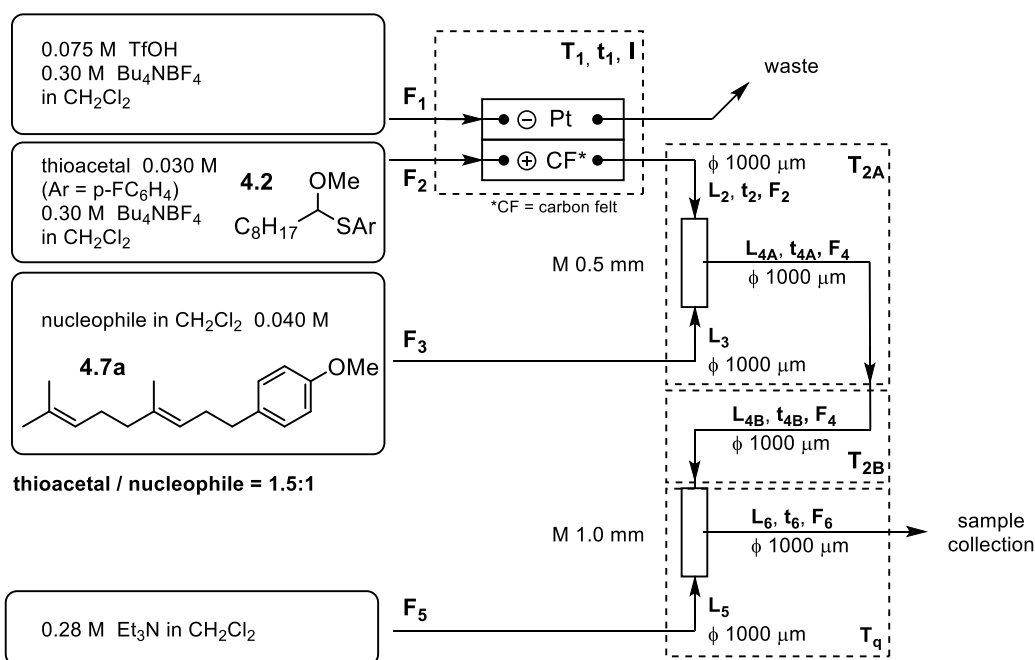 0.075 M TfOH
0.30 M Bu₄NBF₄
in CH₂Cl₂
F₁
T₁, t₁, I
⊖ Pt
waste
thioacetal 0.030 M
(Ar = p-FC₆H₄)
0.30 M Bu₄NBF₄
in CH₂Cl₂
4.2
OMe
C₈H₁₇
SAr
F₂
⊕ CF*
*CF = carbon felt
ϕ 1000 μm
T₂A
L₂, t₂, F₂
M 0.5 mm
L₄A, t₄A, F₄
ϕ 1000 μm
nucleophile in CH₂Cl₂ 0.040 M
4.7a
OMe
F₃
L₃
ϕ 1000 μm
L₄B, t₄B, F₄
ϕ 1000 μm
T₂B
thioacetal / nucleophile = 1.5:1
M 1.0 mm
L₆, t₆, F₆
ϕ 1000 μm
sample
collection
0.28 M Et₃N in CH₂Cl₂
F₅
L₅
ϕ 1000 μm
Tq